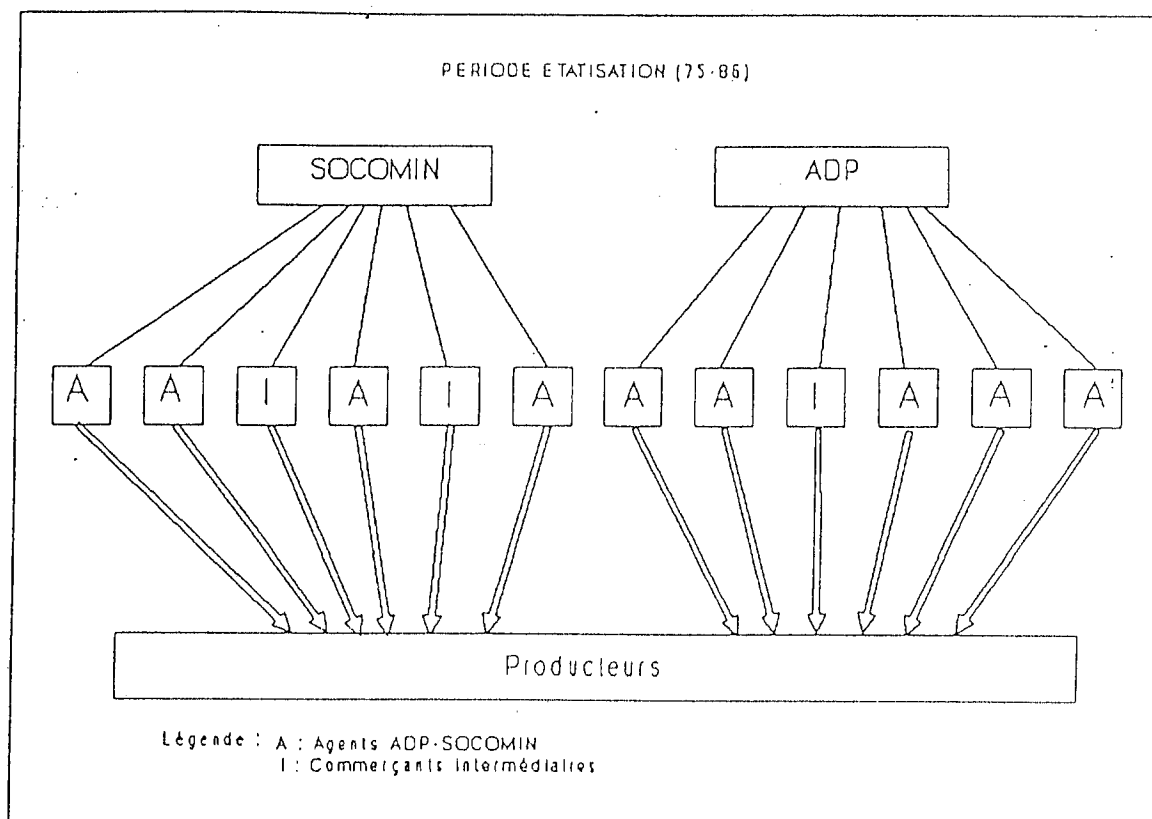 PERIODE ETATISATION (75-86)
SOCOMIN ADP
A A I A I A A A I A A A
Producteurs
Légende : A : Agents ADP-SOCOMIN
I : Commerçants intermédiaires